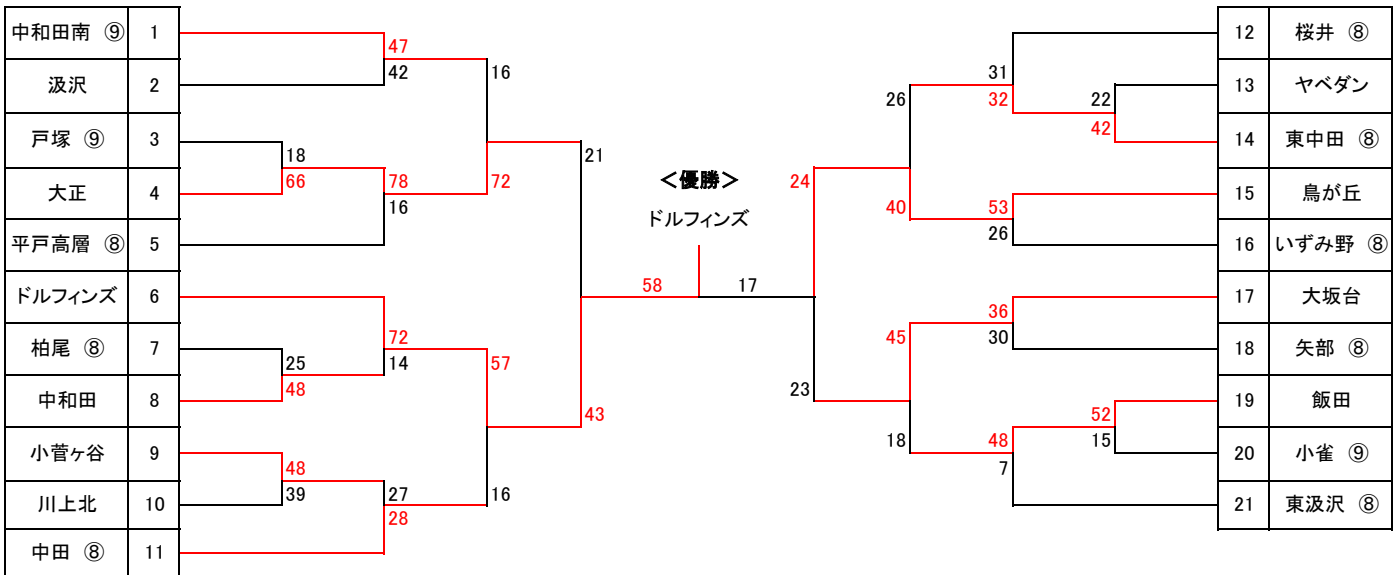 中和田南 ⑨ 1
汲沢 2
戸塚 ⑨ 3
大正 4
平戸高層 ⑧ 5
ドルフィンズ 6
柏尾 ⑧ 7
中和田 8
小菅ヶ谷 9
川上北 10
中田 ⑧ 11
47
42
18
66
78
16
16
72
72
14
25
48
48
39
27
28
57
16
21
43
＜優勝＞
ドルフィンズ
58 17
24
23
26
40
45
18
31
32
22
42
53
26
36
30
52
15
48
7
12 桜井 ⑧
13 ヤベダン
14 東中田 ⑧
15 鳥が丘
16 いずみ野 ⑧
17 大坂台
18 矢部 ⑧
19 飯田
20 小雀 ⑨
21 東汲沢 ⑧